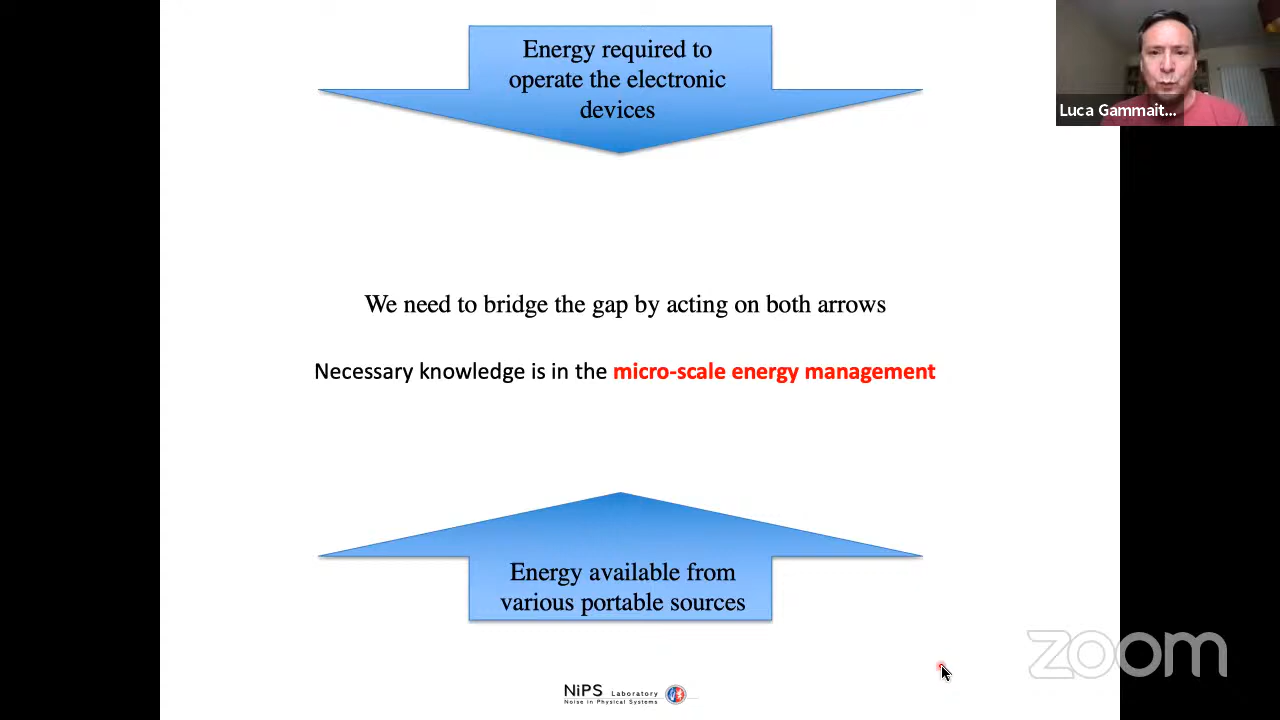 Energy required to
operate the electronic
devices
Luca Gammait...
We need to bridge the gap by acting on both arrows
Necessary knowledge is in the micro-scale energy management
Energy available from
various portable sources
zoom
NiPS Laboratory
Noise in Physical Systems